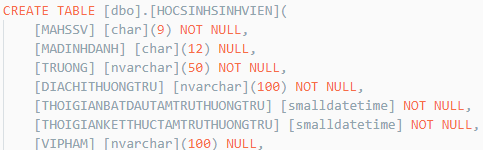 CREATE TABLE [dbo].[HOCSINHSINHVIEN](
[MAHSSV] [char](9) NOT NULL,
[MADINHDANH] [char](12) NULL,
[TRUONG] [nvarchar](50) NOT NULL,
[DIACHITHUONGTRU] [nvarchar](100) NOT NULL,
[THOIGIANBATDAUTAMTRUTHUONGTRU] [smalldatetime] NOT NULL,
[THOIGIANKETTHUCTAMTRUTHUONGTRU] [smalldatetime] NOT NULL,
[VIPHAM] [nvarchar](100) NULL,